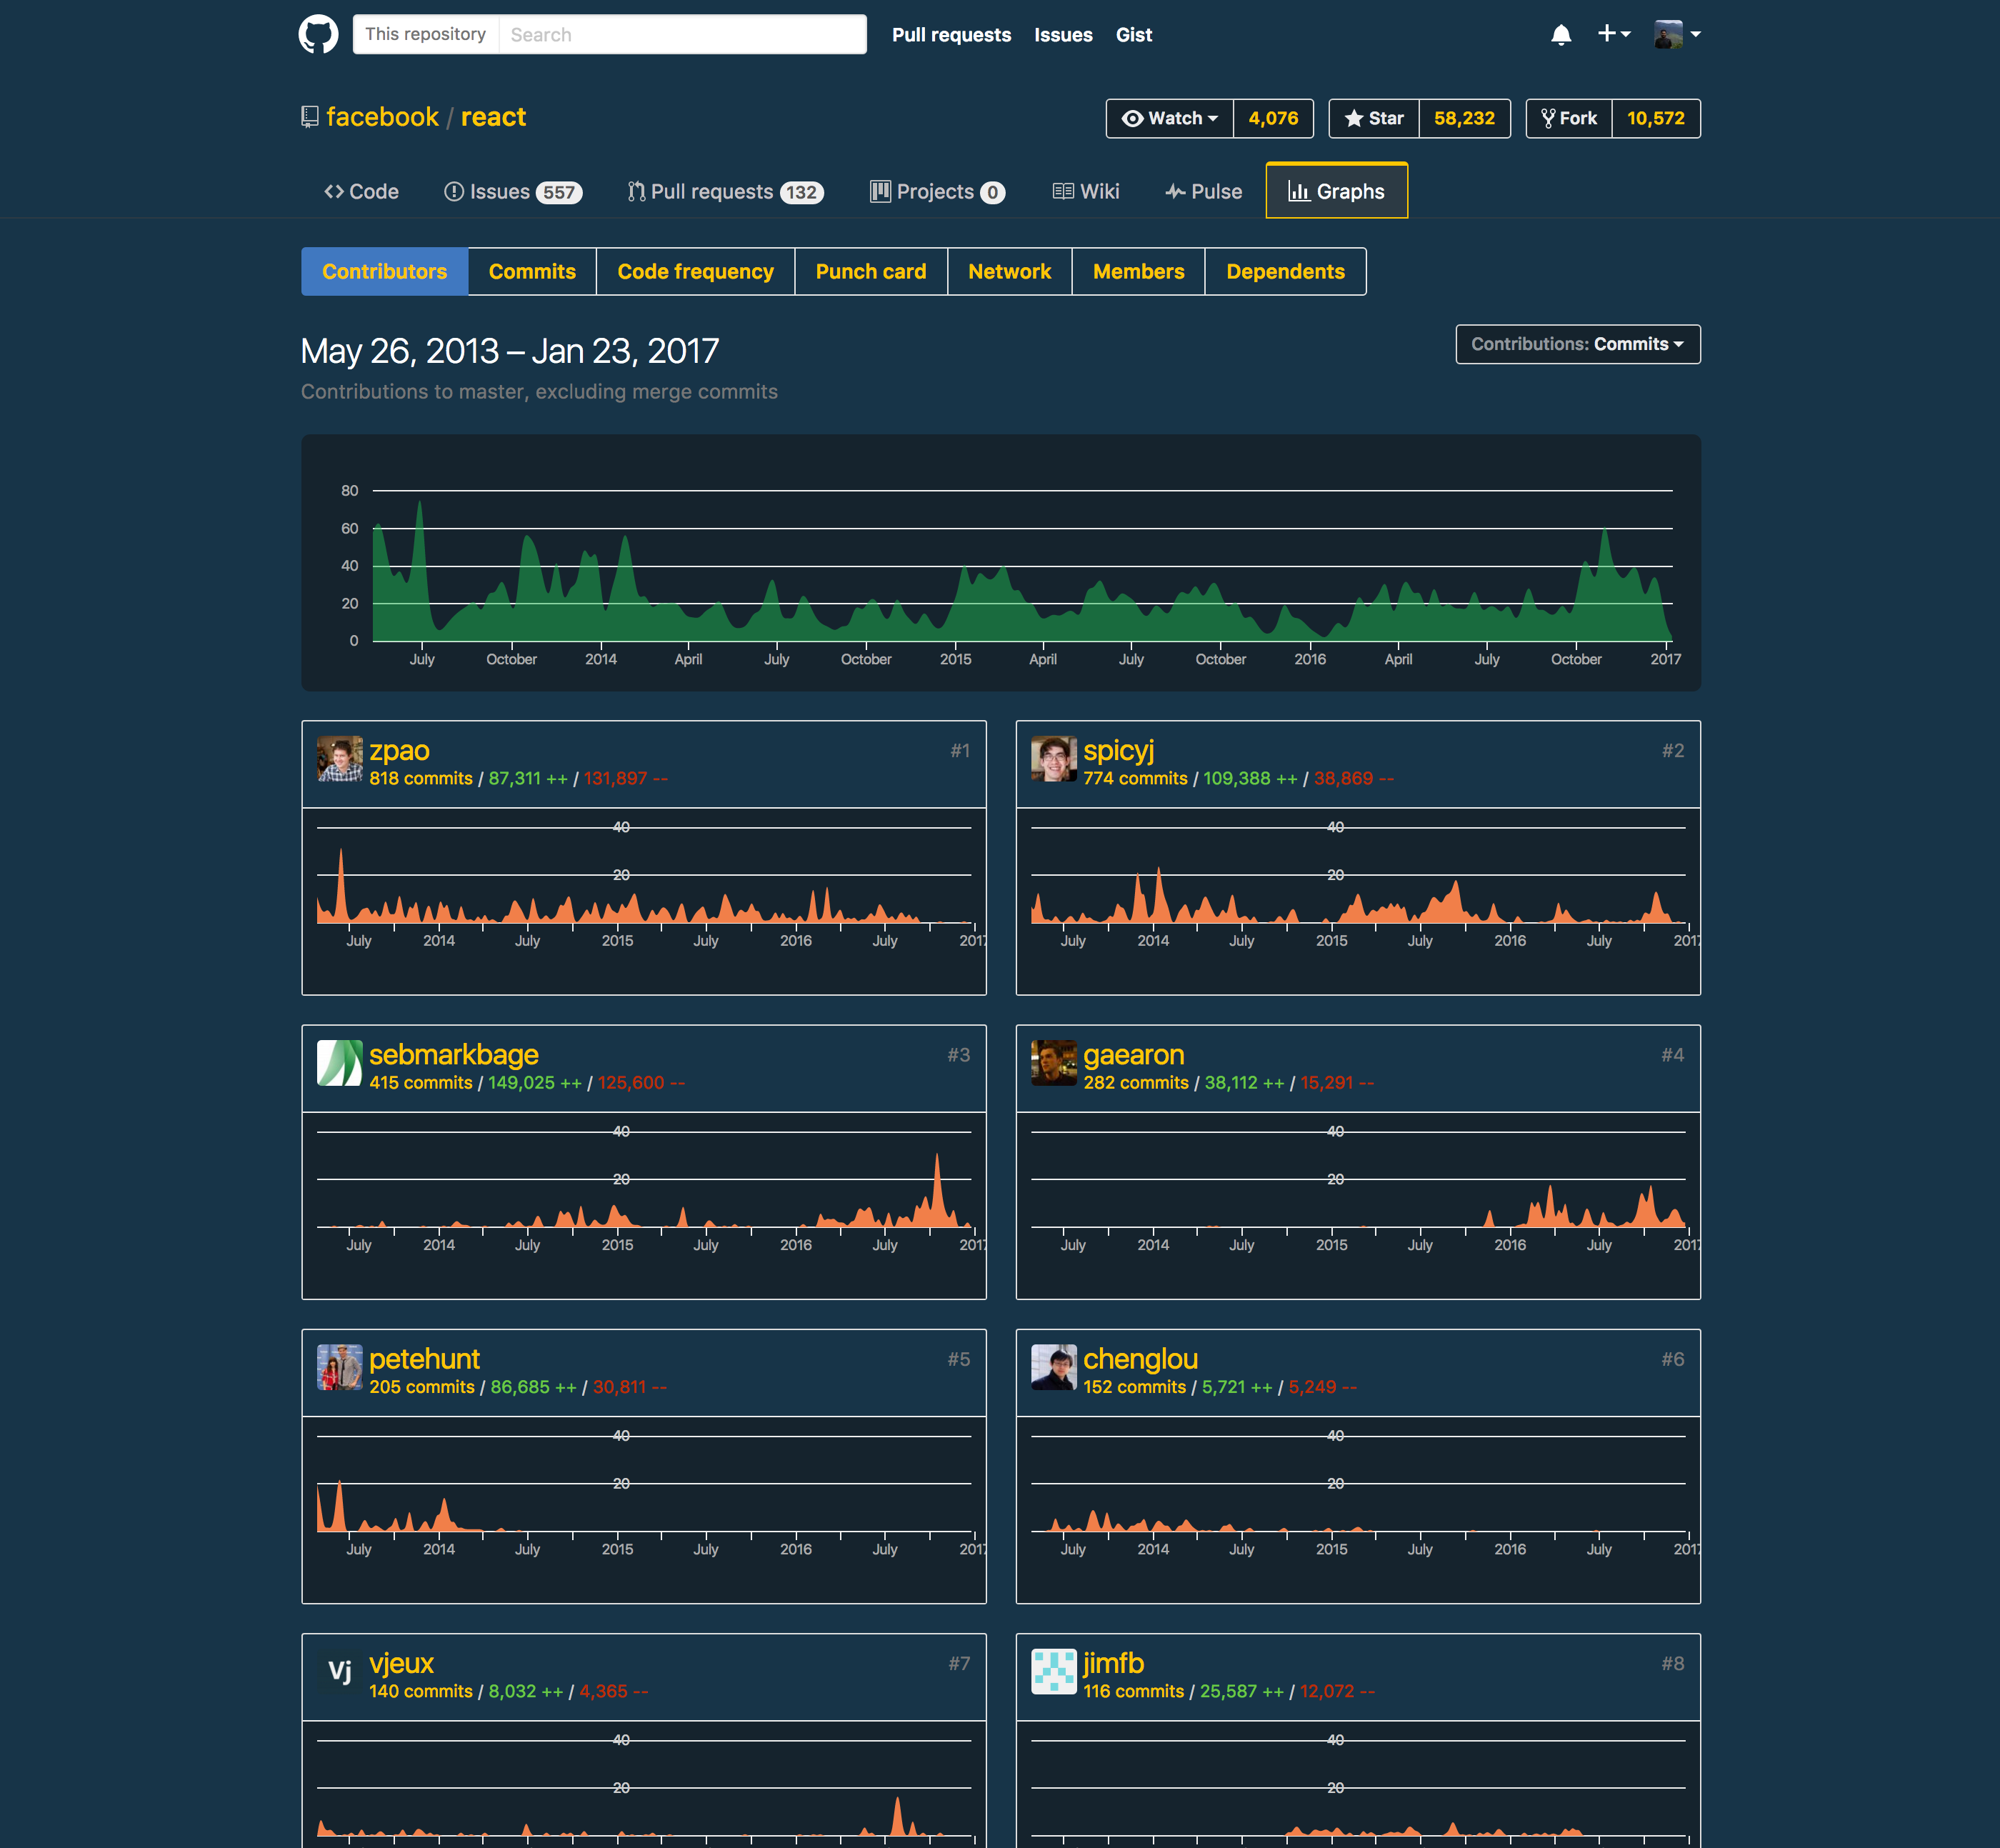 This repository Search Pull requests Issues Gist
facebook / react Watch 4,076 Star 58,232 Fork 10,572
Code Issues 557 Pull requests 132 Projects 0 Wiki Pulse Graphs
Contributors Commits Code frequency Punch card Network Members Dependents
May 26, 2013 – Jan 23, 2017
Contributions: Commits
Contributions to master, excluding merge commits
80
60
40
20
0
July October 2014 April July October 2015 April July October 2016 April July October 2017
zpao #1
818 commits / 87,311 ++ / 131,897 --
40
20
July 2014 July 2015 July 2016 July 2017
spicyj #2
774 commits / 109,388 ++ / 38,869 --
40
20
July 2014 July 2015 July 2016 July 2017
sebmarkbage #3
415 commits / 149,025 ++ / 125,600 --
40
20
July 2014 July 2015 July 2016 July 2017
gaearon #4
282 commits / 38,112 ++ / 15,291 --
40
20
July 2014 July 2015 July 2016 July 2017
petehunt #5
205 commits / 86,685 ++ / 30,811 --
40
20
July 2014 July 2015 July 2016 July 2017
chenglou #6
152 commits / 5,721 ++ / 5,249 --
40
20
July 2014 July 2015 July 2016 July 2017
Vj
vjeux #7
140 commits / 8,032 ++ / 4,365 --
40
20
jimfb #8
116 commits / 25,587 ++ / 12,072 --
40
20